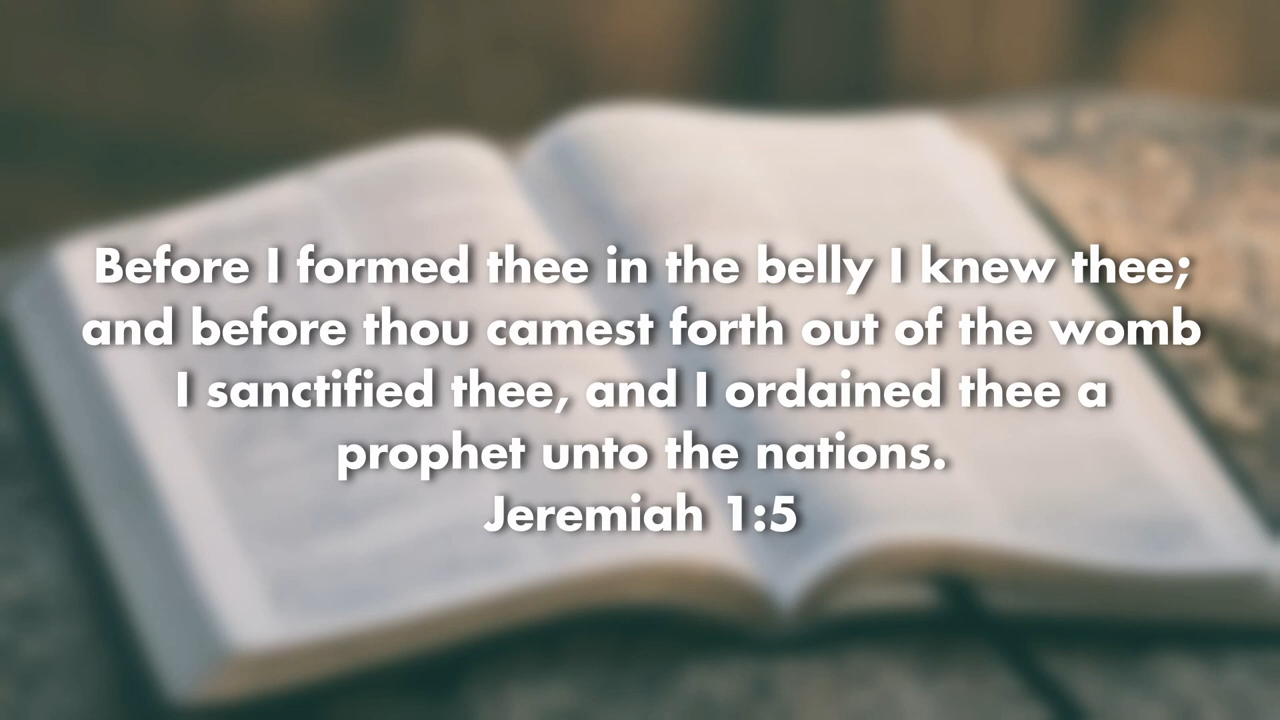 Before I formed thee in the belly I knew thee;
and before thou camest forth out of the womb
I sanctified thee, and I ordained thee a
prophet unto the nations.
Jeremiah 1:5